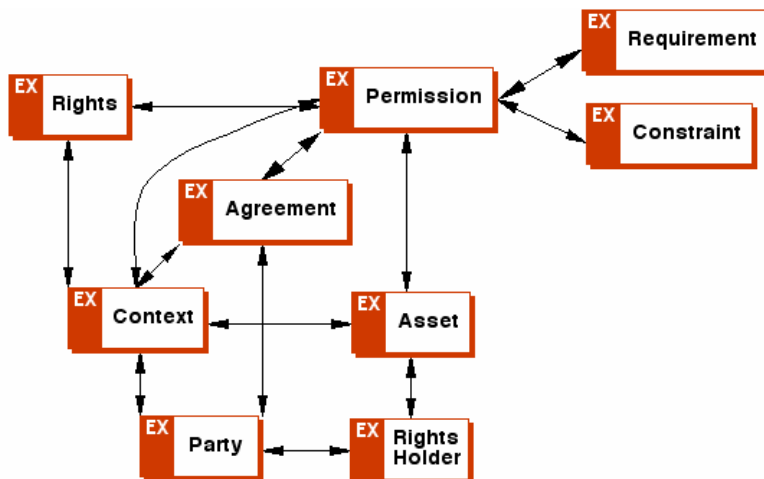 EX Requirement
EX Permission
EX Rights
EX Constraint
EX Agreement
EX Context
EX Asset
EX Party
EX Rights
Holder